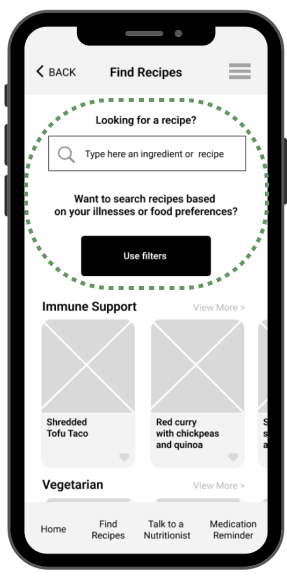 BACK
Find Recipes
Looking for a recipe?
Type here an ingredient or recipe
Want to search recipes based
on your illnesses or food preferences?
Use filters
Immune Support
View More >
Shredded
Tofu Taco
Red curry
with chickpeas
and quinoa
Vegetarian
View More >
Home
Find
Recipes
Talk to a
Nutritionist
Medication
Reminder